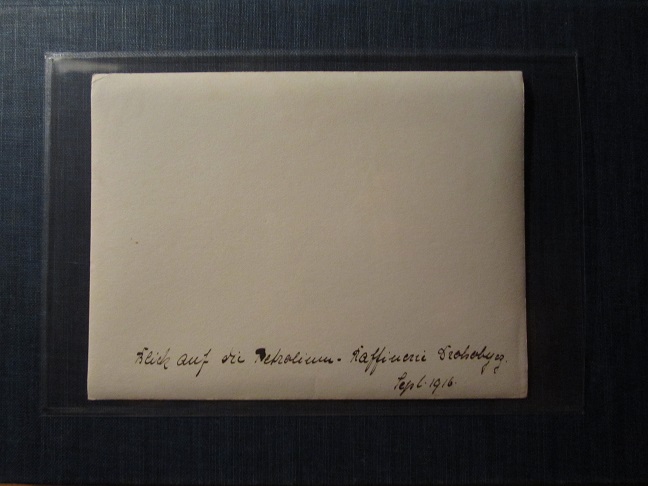 Blick auf die Petroleum-Raffinerie Drohobycz.
Sept. 1916.